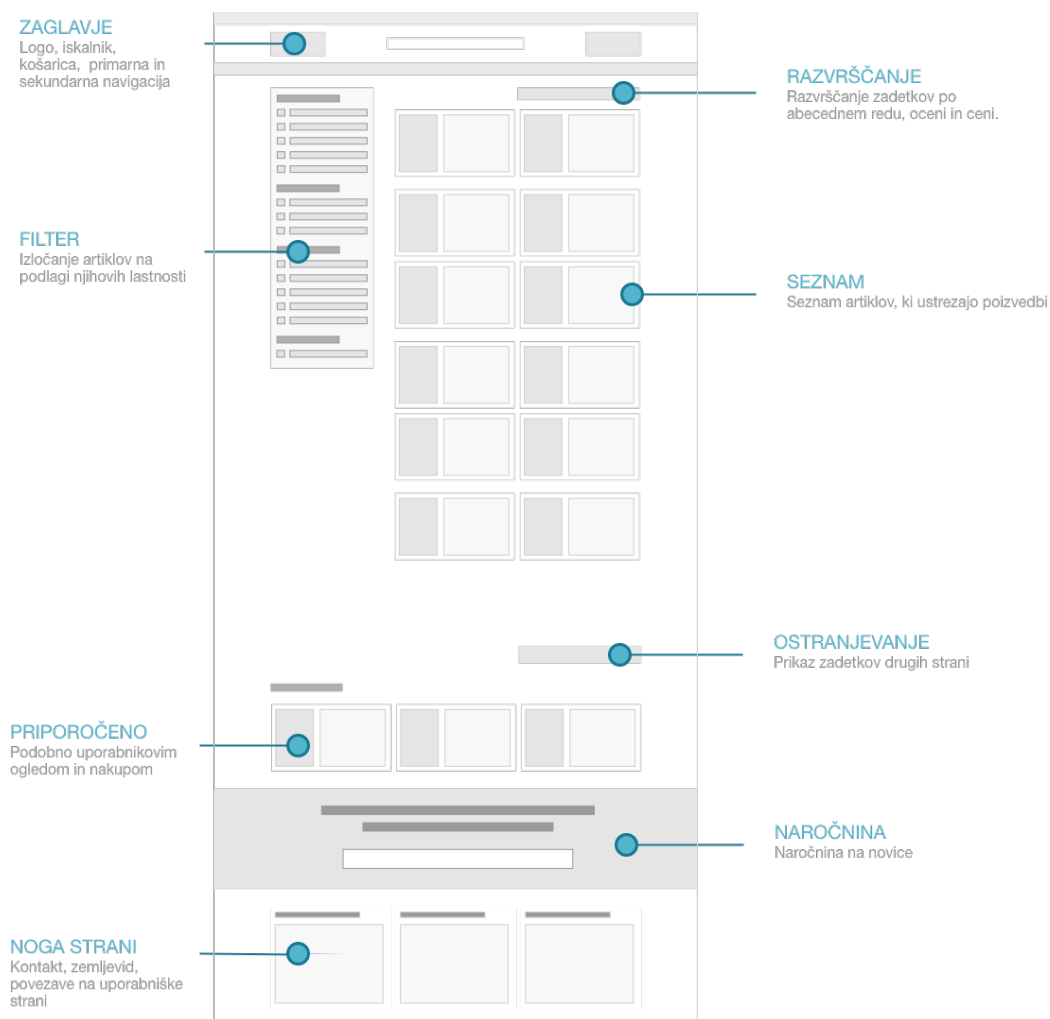 ZAGLAVJE
Logo, iskalnik,
košarica, primarna in
sekundarna navigacija
RAZVRŠČANJE
Razvrščanje zadetkov po
abecednem redu, oceni in ceni.
FILTER
Izločanje artiklov na
podlagi njihovih lastnosti
SEZNAM
Seznam artiklov, ki ustrezajo poizvedbi
OSTRANJEVANJE
Prikaz zadetkov drugih strani
PRIPOROČENO
Podobno uporabnikovim
ogledom in nakupom
NAROČNINA
Naročnina na novice
NOGA STRANI
Kontakt, zemljevid,
povezave na uporabniške
strani